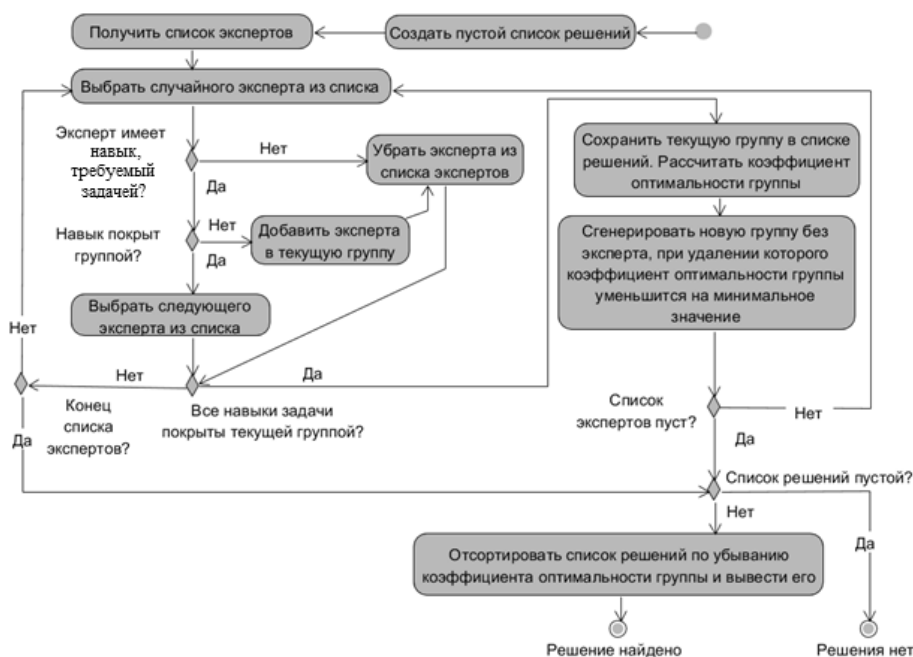 Получить список экспертов
Создать пустой список решений
Выбрать случайного эксперта из списка
Эксперт имеет
навык,
требуемый
задачей?
Нет
Убрать эксперта из
списка экспертов
Да
Навык покрыт
группой?
Нет
Добавить эксперта
в текущую группу
Да
Выбрать следующего
эксперта из списка
Нет
Нет
Да
Все навыки задачи
покрыты текущей группой?
Конец
списка
экспертов?
Да
Сохранить текущую группу в списке
решений. Рассчитать коэффициент
оптимальности группы
Сгенерировать новую группу без
эксперта, при удалении которого
коэффициент оптимальности группы
уменьшится на минимальное
значение
Список
экспертов пуст?
Нет
Да
Список решений пустой?
Нет
Да
Отсортировать список решений по убыванию
коэффициента оптимальности группы и вывести его
Решение найдено
Решения нет